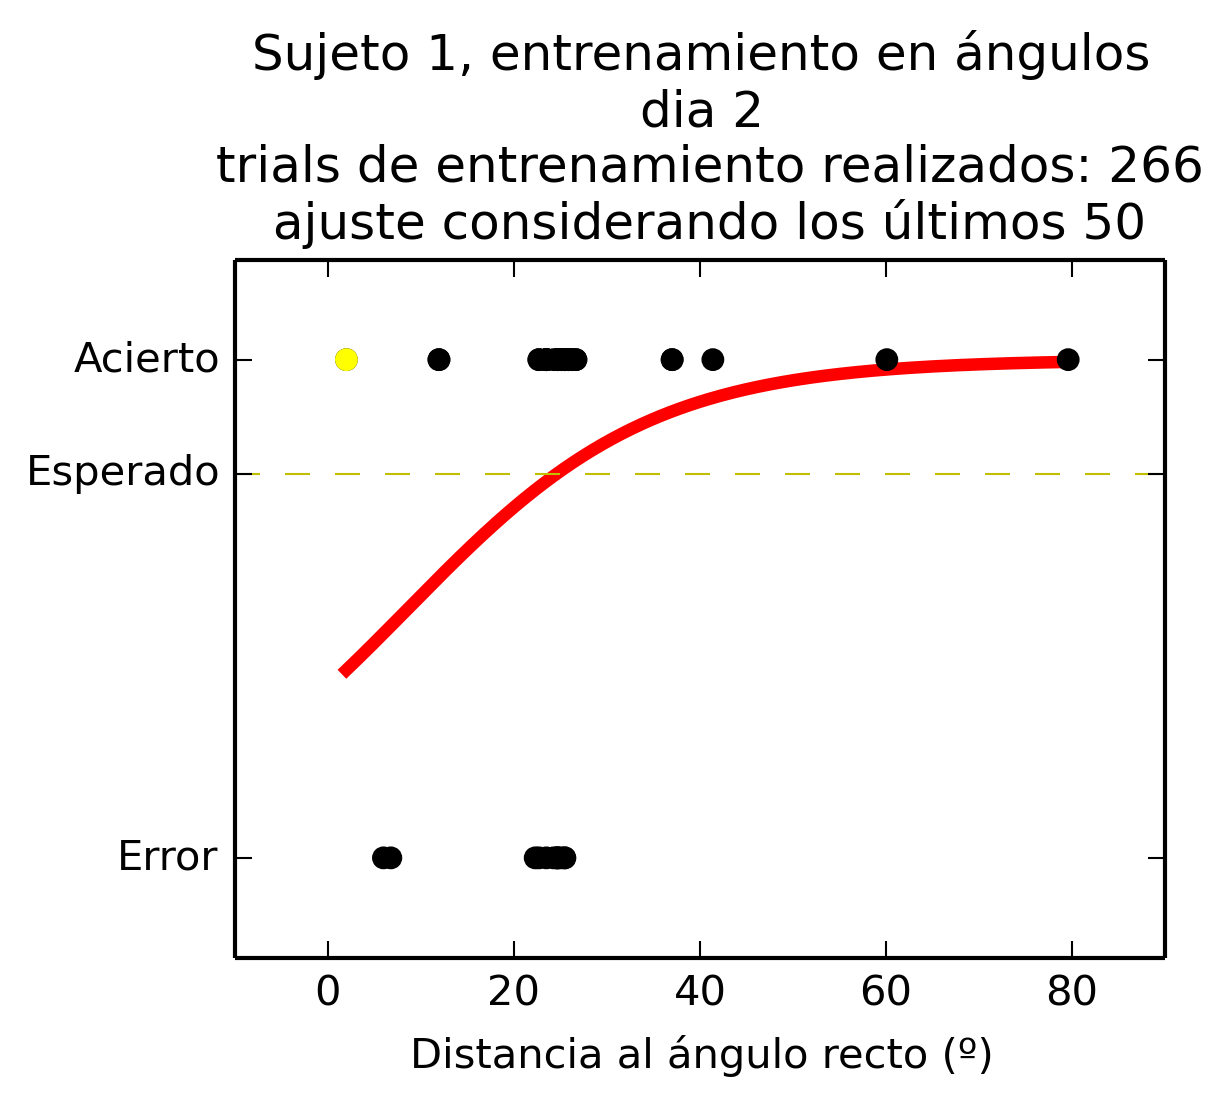 Sujeto 1, entrenamiento en ángulos
dia 2
trials de entrenamiento realizados: 266
ajuste considerando los últimos 50
Acierto
Esperado
Error
0 20 40 60 80
Distancia al ángulo recto (º)